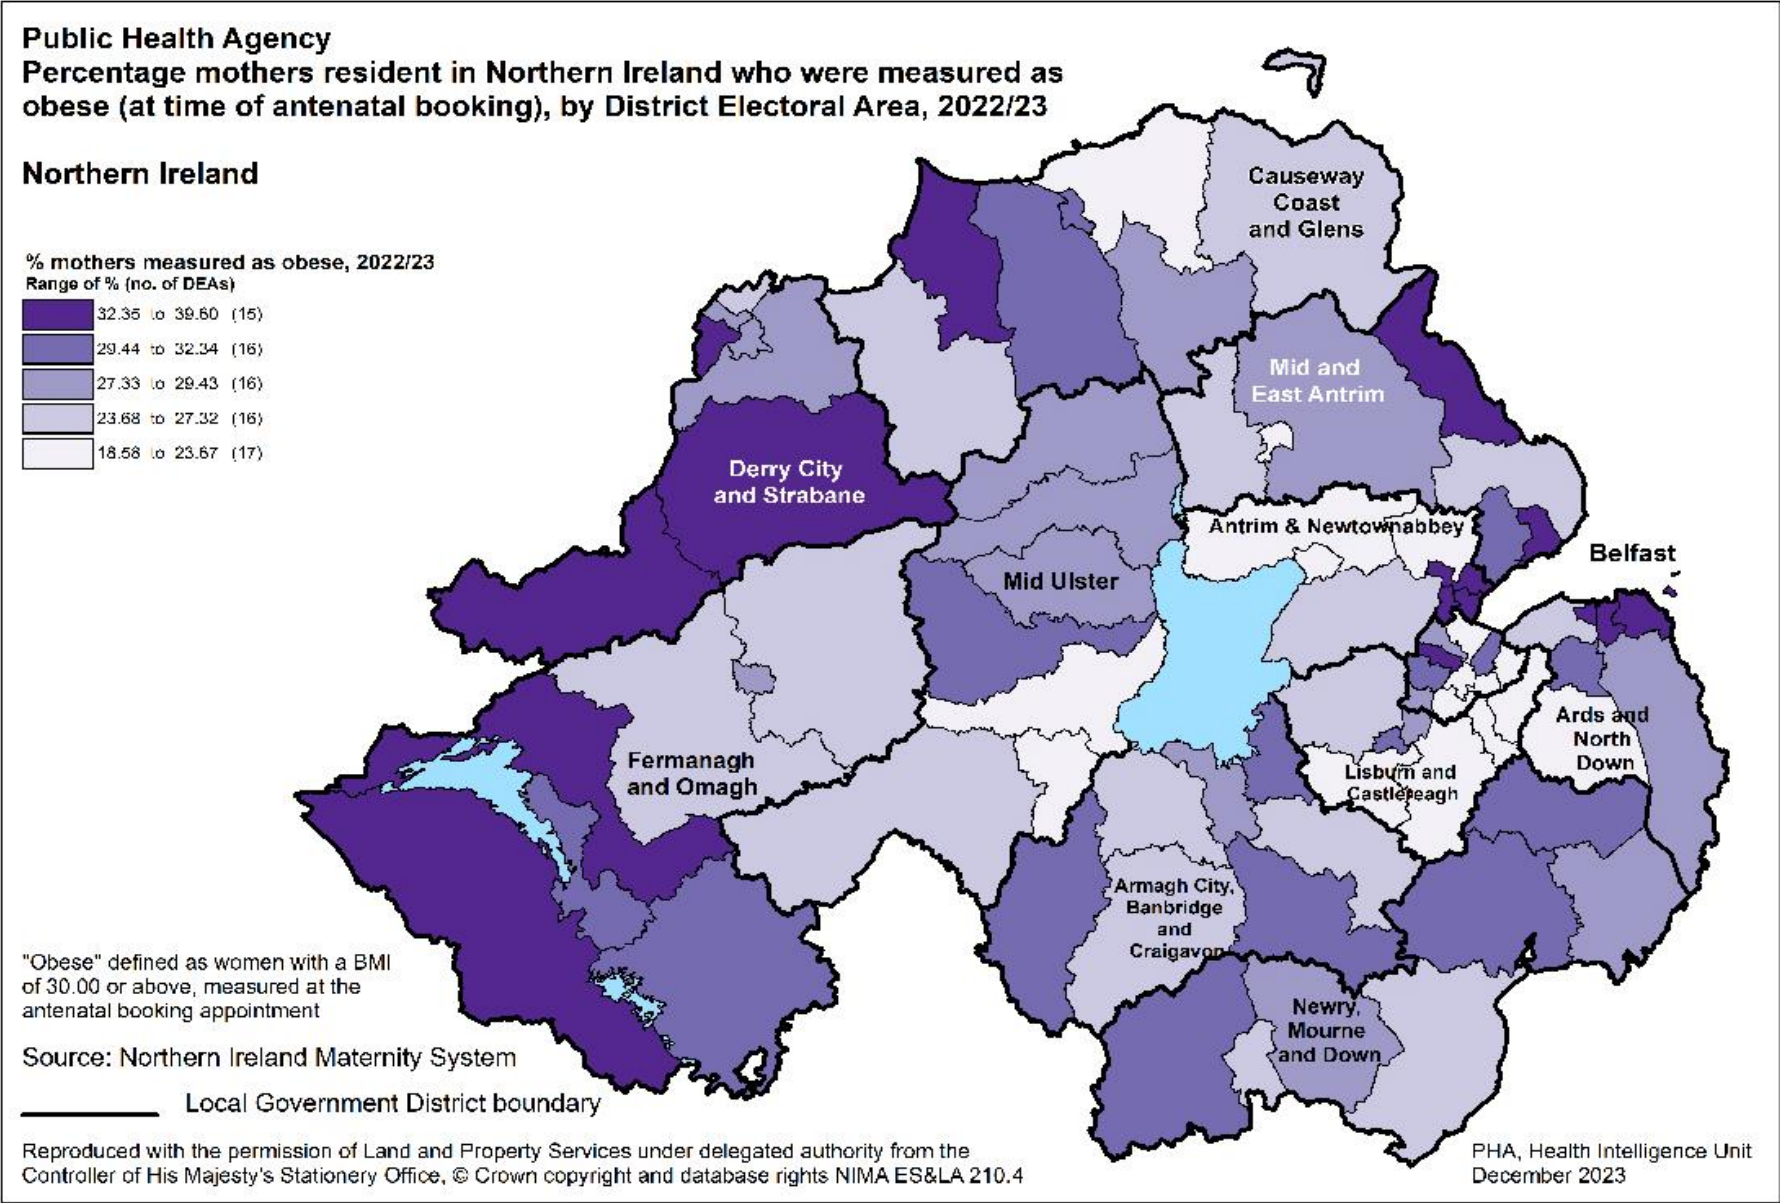 Public Health Agency
Percentage mothers resident in Northern Ireland who were measured as
obese (at time of antenatal booking), by District Electoral Area, 2022/23
Northern Ireland
% mothers measured as obese, 2022/23
Range of % (no. of DEAs)
32.35 to 39.60 (15)
29.44 to 32.34 (16)
27.33 to 29.43 (16)
23.68 to 27.32 (16)
18.58 to 23.67 (17)
Causeway
Coast
and Glens
Mid and
East Antrim
Derry City
and Strabane
Antrim & Newtownabbey
Belfast
Mid Ulster
Ards and
North
Down
Fermanagh
and Omagh
Lisburn and
Castlereagh
Armagh City,
Banbridge
and
Craigavon
Newry,
Mourne
and Down
"Obese" defined as women with a BMI
of 30.00 or above, measured at the
antenatal booking appointment
Source: Northern Ireland Maternity System
Local Government District boundary
Reproduced with the permission of Land and Property Services under delegated authority from the
Controller of His Majesty's Stationery Office, © Crown copyright and database rights NIMA ES&LA 210.4
PHA, Health Intelligence Unit
December 2023